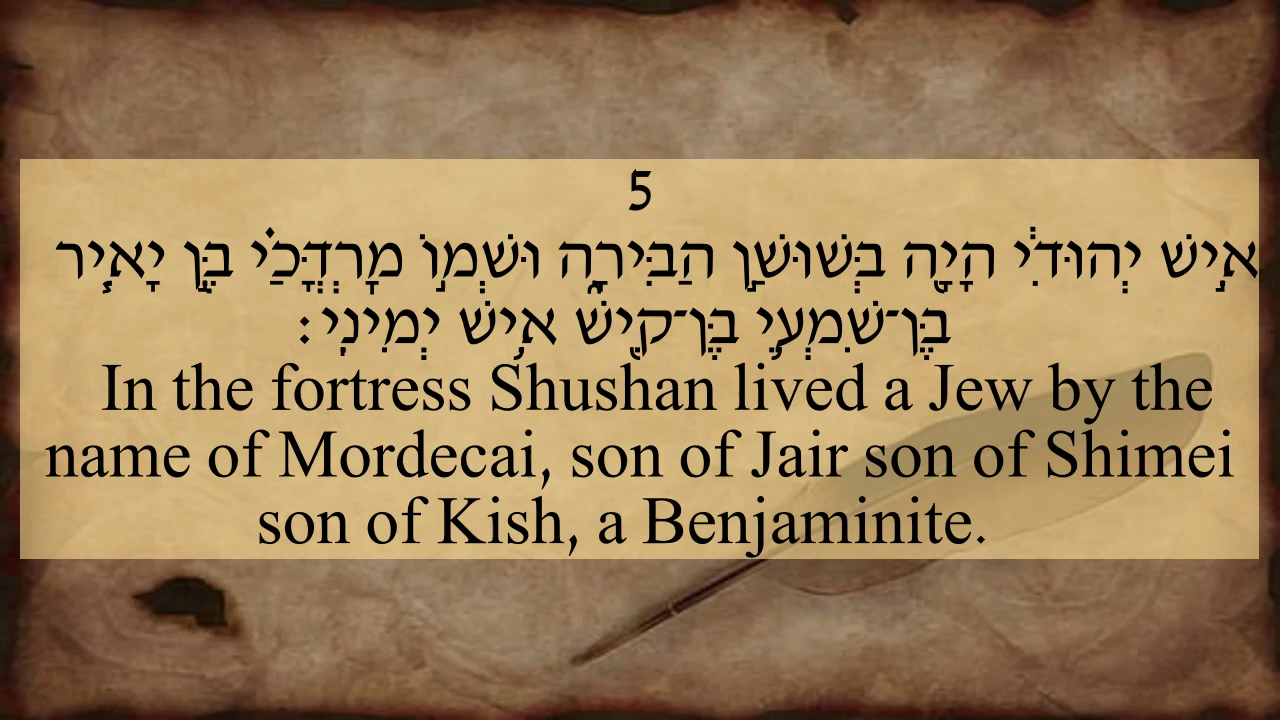 5
אִ֣ישׁ יְהוּדִ֔י הָיָ֖ה בְּשׁוּשַׁ֣ן הַבִּירָ֑ה וּשְׁמ֣וֹ מׇרְדֳּכַ֗י בֶּ֣ן יָאִ֧יר
בֶּן־שִׁמְעִ֛י בֶּן־קִ֖ישׁ אִ֥ישׁ יְמִינִֽי׃
In the fortress Shushan lived a Jew by the
name of Mordecai, son of Jair son of Shimei
son of Kish, a Benjaminite.